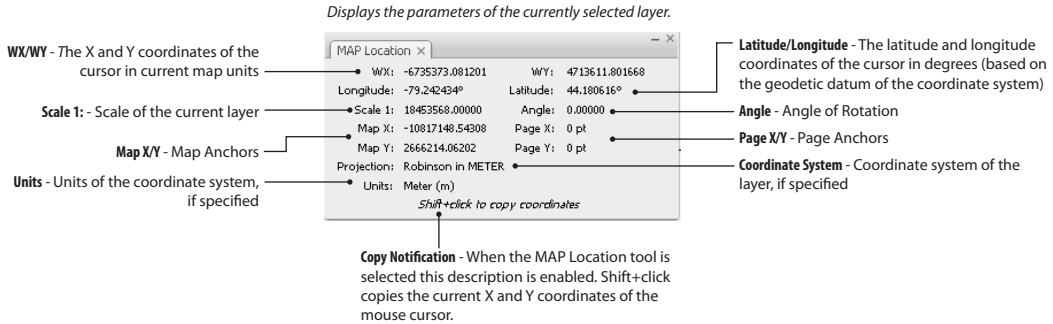 Displays the parameters of the currently selected layer.
WX/WY - The X and Y coordinates of the
cursor in current map units
Scale 1: - Scale of the current layer
Map X/Y - Map Anchors
Units - Units of the coordinate system,
if specified
MAP Location ×
WX: -6735373.081201 WY: 4713611.801668
Longitude: -79.242434º Latitude: 44.180616º
Scale 1: 18453568.00000 Angle: 0.00000
Map X: -10817148.54308 Page X: 0 pt
Map Y: 2666214.06202 Page Y: 0 pt
Projection: Robinson in METER
Units: Meter (m)
Shift+click to copy coordinates
Latitude/Longitude - The latitude and longitude
coordinates of the cursor in degrees (based on
the geodetic datum of the coordinate system)
Angle - Angle of Rotation
Page X/Y - Page Anchors
Coordinate System - Coordinate system of the
layer, if specified
Copy Notification - When the MAP Location tool is
selected this description is enabled. Shift+click
copies the current X and Y coordinates of the
mouse cursor.